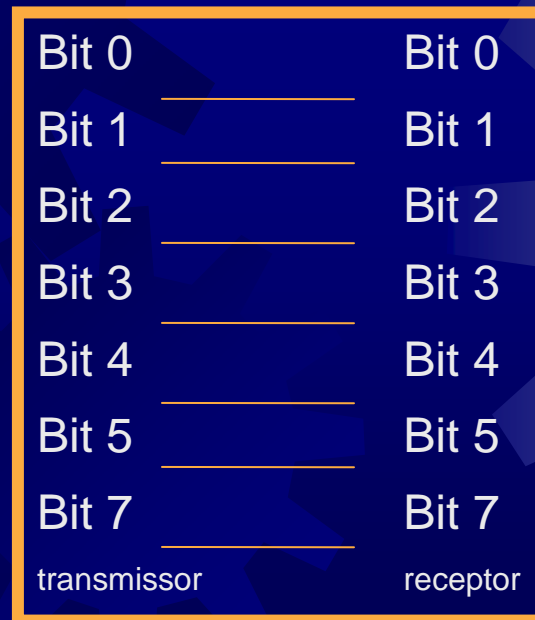 Bit 0 Bit 0
Bit 1 Bit 1
Bit 2 Bit 2
Bit 3 Bit 3
Bit 4 Bit 4
Bit 5 Bit 5
Bit 7 Bit 7
transmissor receptor